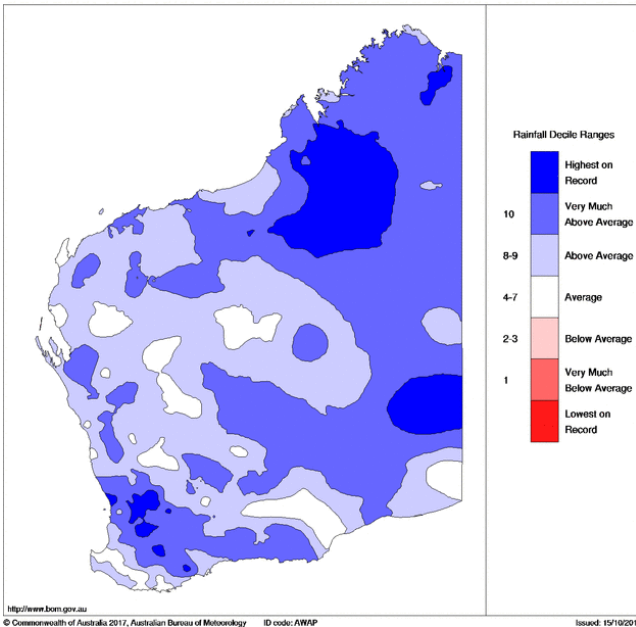 Rainfall Decile Ranges
Highest on
Record
10
Very Much
Above Average
8-9
Above Average
4-7
Average
2-3
Below Average
1
Very Much
Below Average
Lowest on
Record
http://www.bom.gov.au
© Commonwealth of Australia 2017, Australian Bureau of Meteorology
ID code: AWAP
Issued: 15/10/201